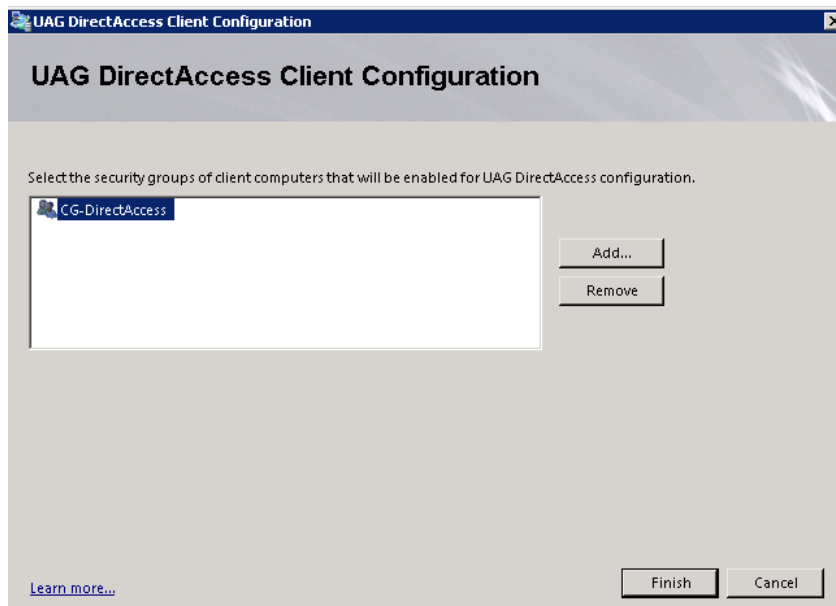 UAG DirectAccess Client Configuration
UAG DirectAccess Client Configuration
Select the security groups of client computers that will be enabled for UAG DirectAccess configuration.
CG-DirectAccess
Add...
Remove
Learn more...
Finish
Cancel